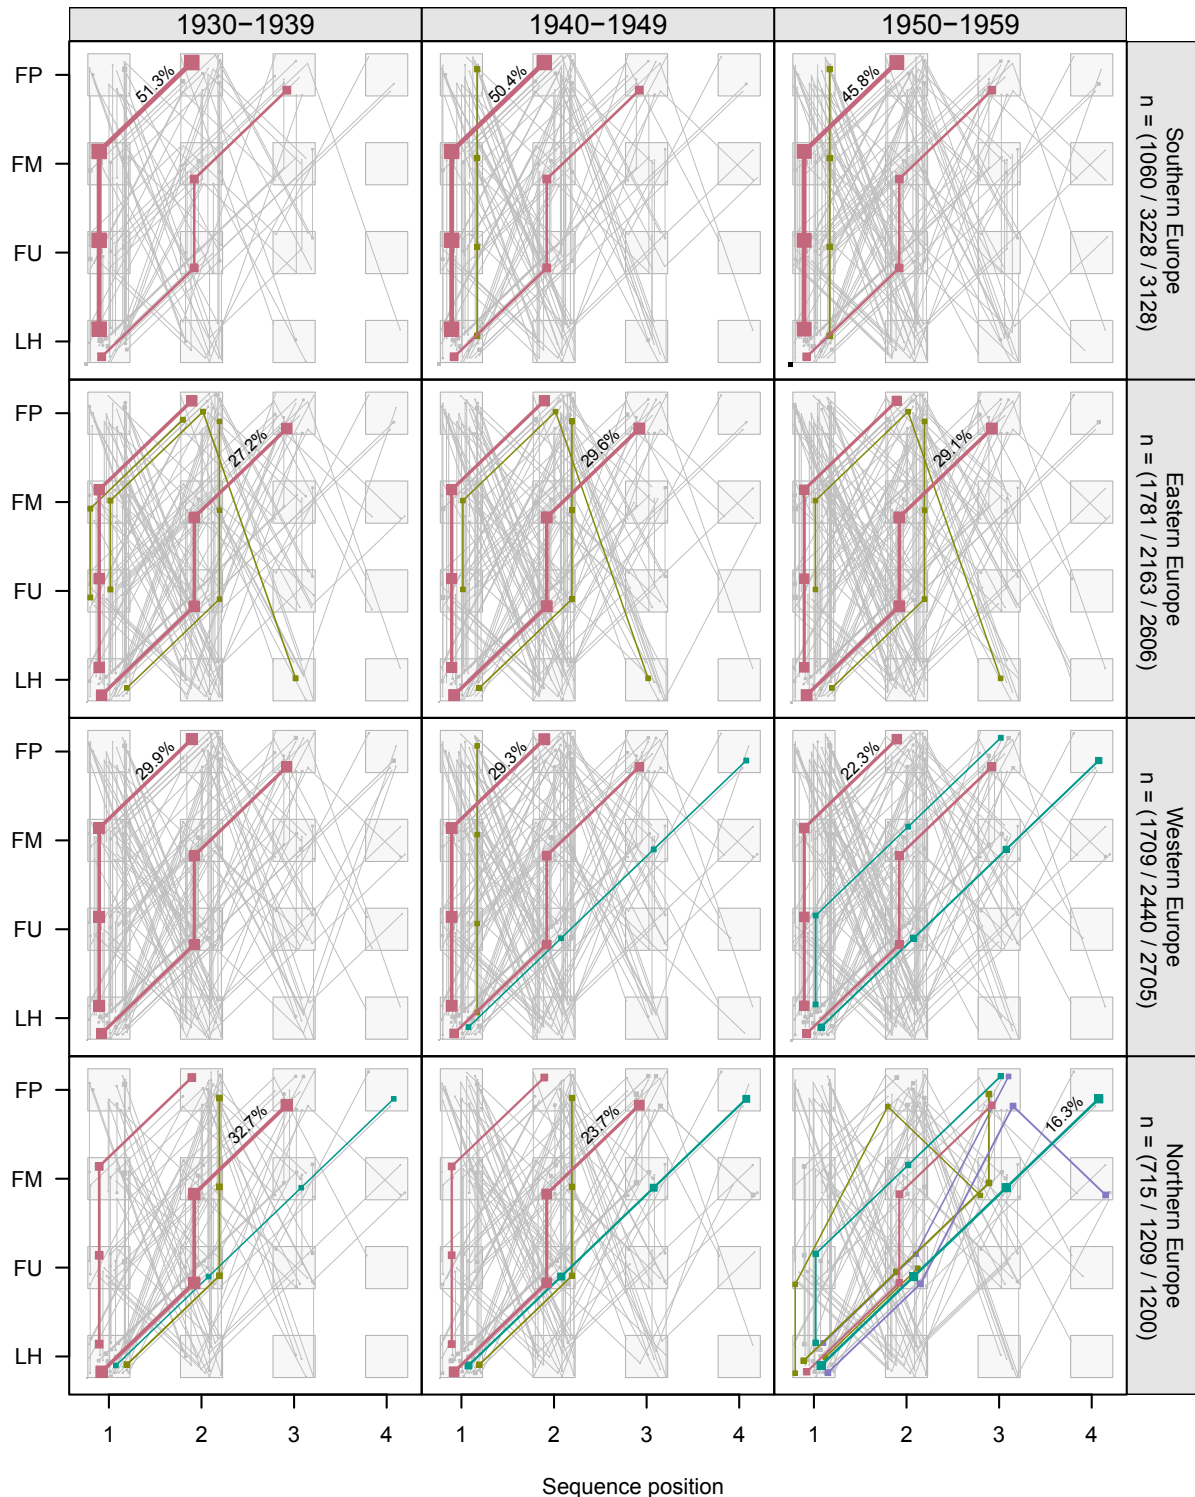 1930−1939 1940−1949 1950−1959
FP
FM
FU
LH
51.3%
50.4%
45.8%
Southern Europe
n = (1060 / 3228 / 3128)
FP
FM
FU
LH
27.2%
29.6%
29.1%
Eastern Europe
n = (1781 / 2163 / 2606)
FP
FM
FU
LH
29.9%
29.3%
22.3%
Western Europe
n = (1709 / 2440 / 2705)
FP
FM
FU
LH
32.7%
23.7%
16.3%
Northern Europe
n = (715 / 1209 / 1200)
1 2 3 4 1 2 3 4 1 2 3 4
Sequence position